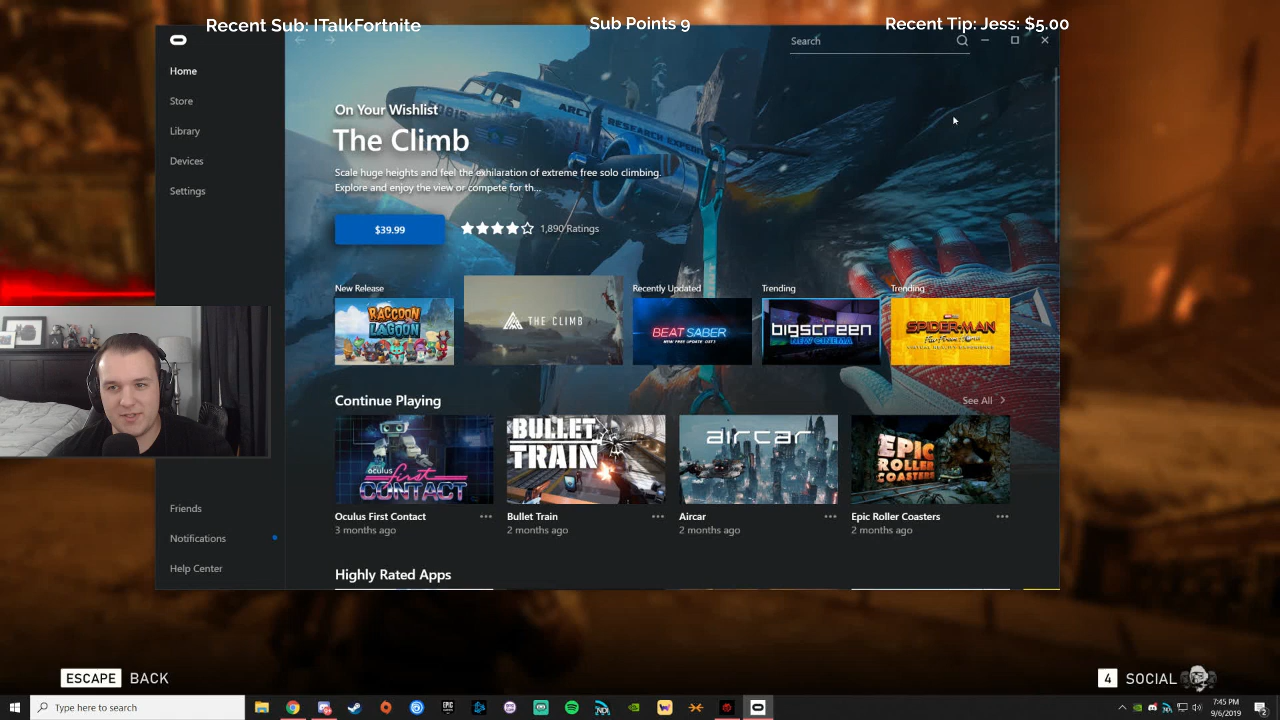 Recent Sub: ITalkFortnite
Sub Points 9
Recent Tip: Jess: $5.00
Search
Home
Store
Library
Devices
Settings
On Your Wishlist
The Climb
Scale huge heights and feel the exhilaration of extreme free solo climbing.
Explore and enjoy the view or compete for th...
$39.99
1,890 Ratings
New Release
Recently Updated
Trending
Trending
RACCOON
LAGOON
THE CLIMB
BEAT SABER
bigscreen
NEW CINEMA
SPIDER-MAN
Continue Playing
See All
oculus
first
CONTACT
BULLET
TRAIN
aircar
EPIC
ROLLER
COASTERS
Oculus First Contact
3 months ago
Bullet Train
2 months ago
Aircar
2 months ago
Epic Roller Coasters
2 months ago
Friends
Notifications
Help Center
Highly Rated Apps
ESCAPE BACK
4 SOCIAL
Type here to search
7:45 PM
9/6/2019